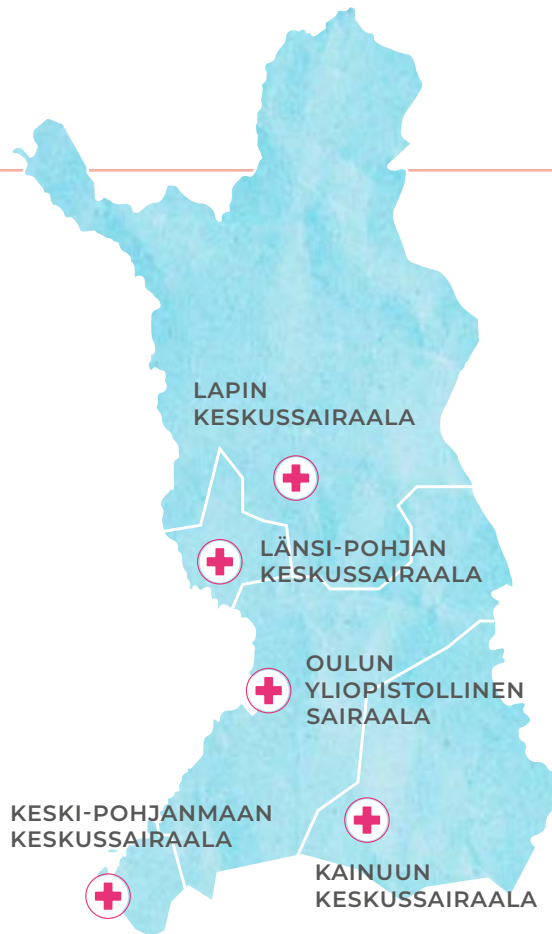 LAPIN
KESKUSSAIRAALA
LÄNSI-POHJAN
KESKUSSAIRAALA
OULUN
YLIOPISTOLLINEN
SAIRAALA
KESKI-POHJANMAAN
KESKUSSAIRAALA
KAINUUN
KESKUSSAIRAALA